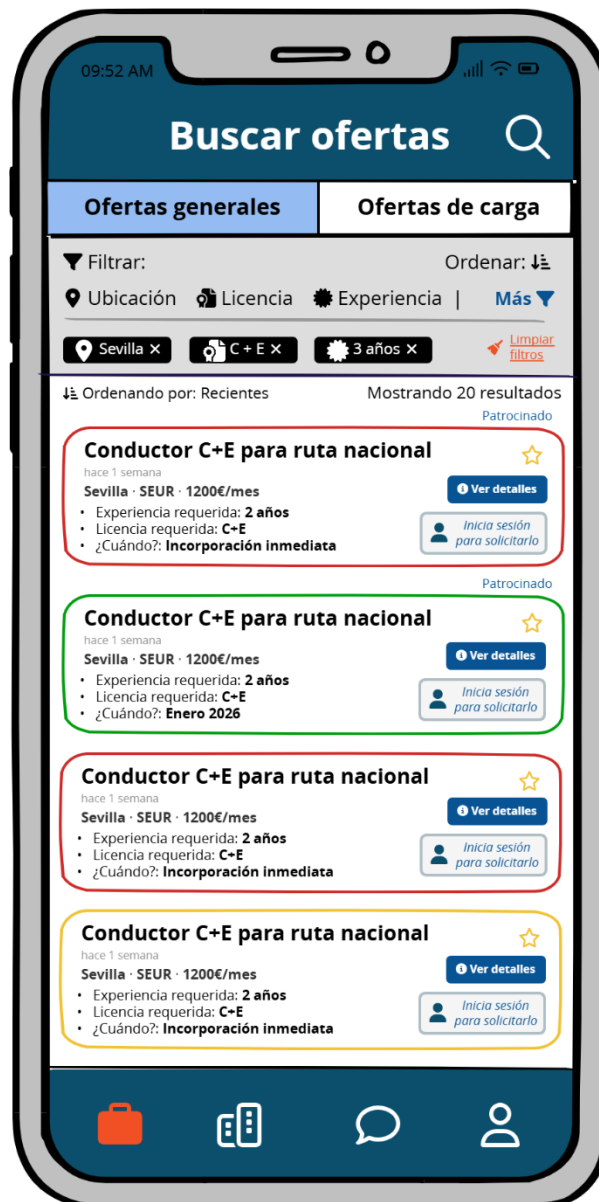 09:52 AM
Buscar ofertas
Ofertas generales
Ofertas de carga
Filtrar:
Ordenar:
Ubicación
Licencia
Experiencia |
Más
Sevilla ×
C + E ×
3 años ×
Limpiar
filtros
Ordenando por: Recientes
Mostrando 20 resultados
Patrocinado
Conductor C+E para ruta nacional
hace 1 semana
Sevilla · SEUR · 1200€/mes
• Experiencia requerida: 2 años
• Licencia requerida: C+E
• ¿Cuándo?: Incorporación inmediata
Ver detalles
Inicia sesión
para solicitarlo
Patrocinado
Conductor C+E para ruta nacional
hace 1 semana
Sevilla · SEUR · 1200€/mes
• Experiencia requerida: 2 años
• Licencia requerida: C+E
• ¿Cuándo?: Enero 2026
Ver detalles
Inicia sesión
para solicitarlo
Conductor C+E para ruta nacional
hace 1 semana
Sevilla · SEUR · 1200€/mes
• Experiencia requerida: 2 años
• Licencia requerida: C+E
• ¿Cuándo?: Incorporación inmediata
Ver detalles
Inicia sesión
para solicitarlo
Conductor C+E para ruta nacional
hace 1 semana
Sevilla · SEUR · 1200€/mes
• Experiencia requerida: 2 años
• Licencia requerida: C+E
• ¿Cuándo?: Incorporación inmediata
Ver detalles
Inicia sesión
para solicitarlo